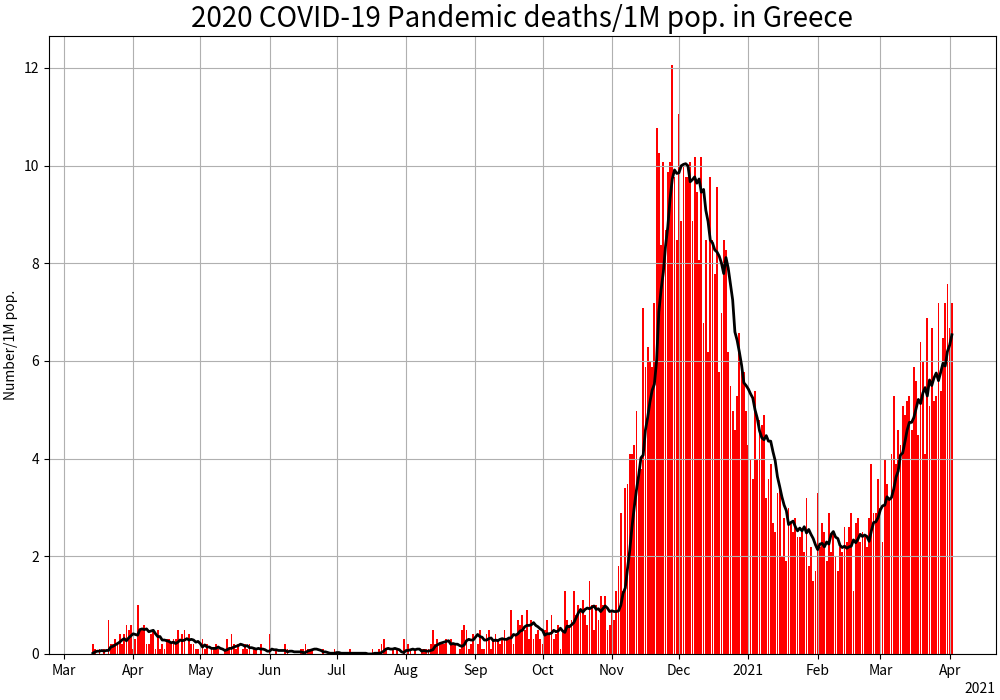 2020 COVID-19 Pandemic deaths/1M pop. in Greece
Number/1M pop.
12
10
8
6
4
2
0
Mar Apr May Jun Jul Aug Sep Oct Nov Dec 2021 Feb Mar Apr
2021